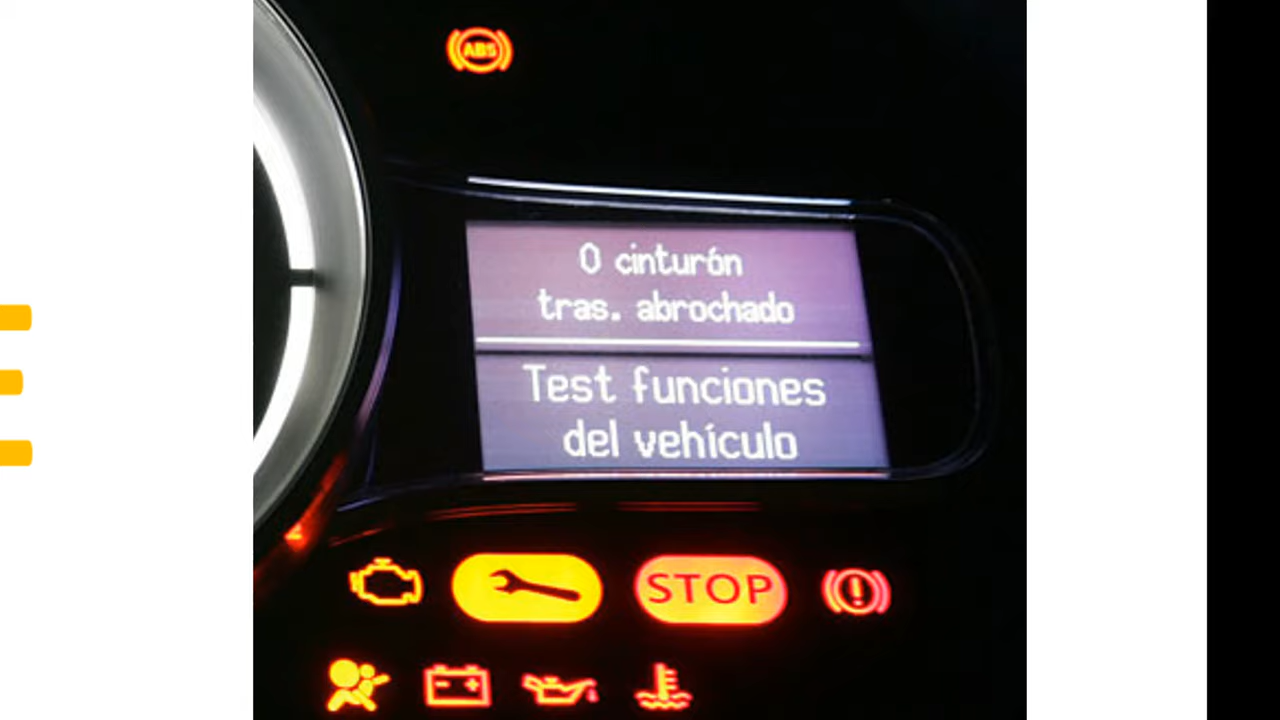 ABS
0 cinturón
tras. abrochado
Test funciones
del vehículo
STOP